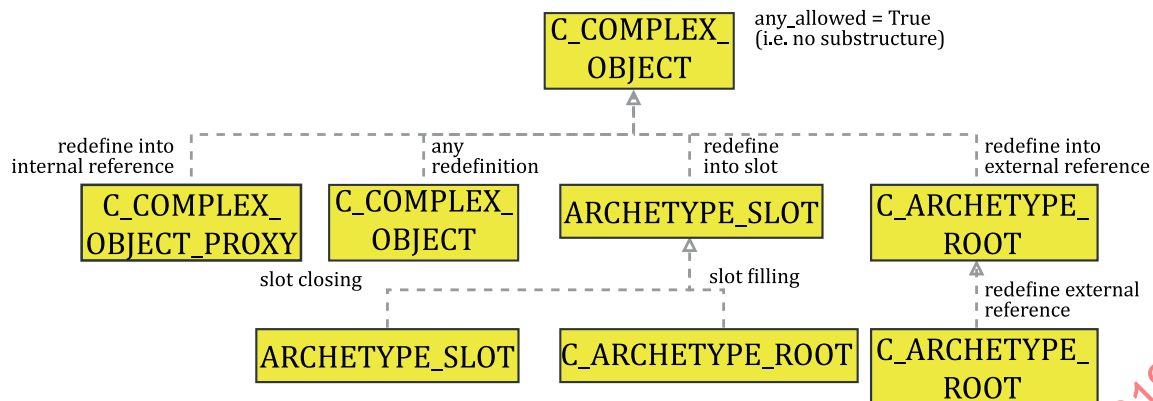 C_COMPLEX_
OBJECT
any_allowed = True
(i.e. no substructure)
redefine into
internal reference
any
redefinition
redefine
into slot
redefine into
external reference
C_COMPLEX_
OBJECT_PROXY
C_COMPLEX_
OBJECT
ARCHETYPE_SLOT
C_ARCHETYPE_
ROOT
slot closing
slot filling
redefine external
reference
ARCHETYPE_SLOT
C_ARCHETYPE_ROOT
C_ARCHETYPE_
ROOT